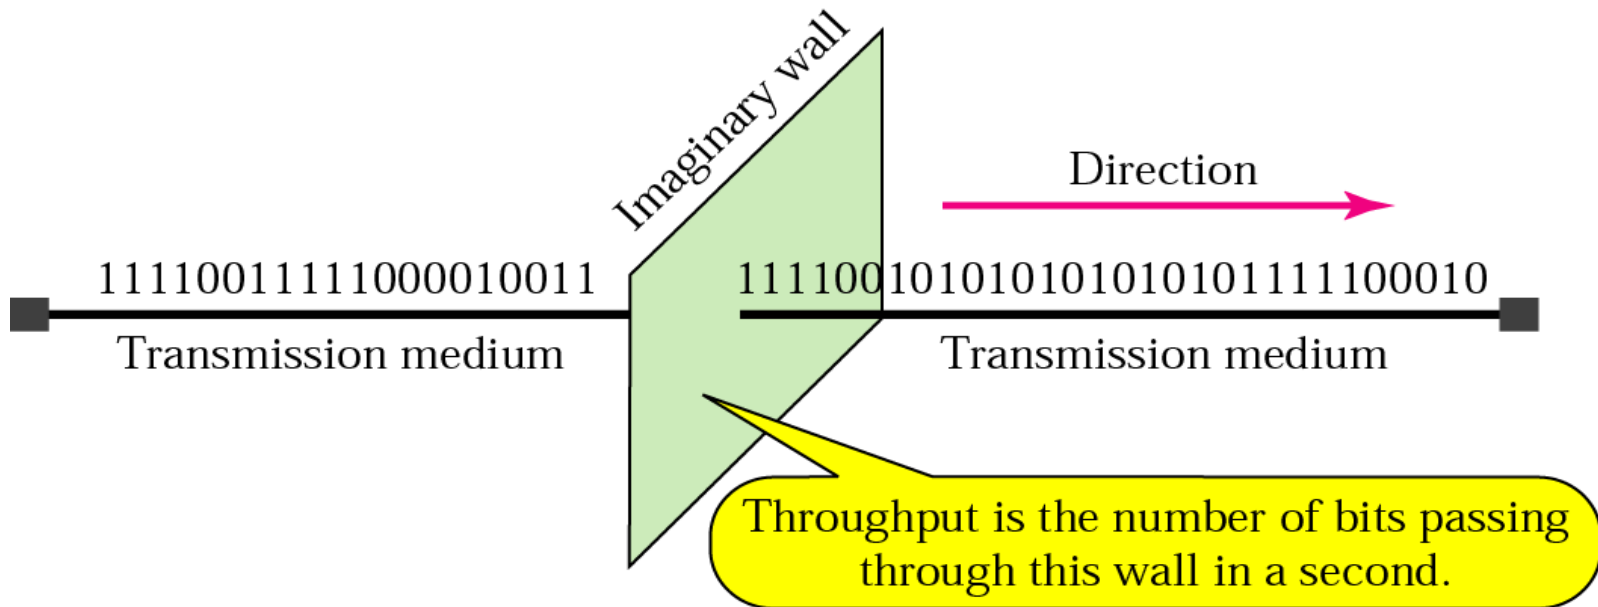 Imaginary wall
Direction
11110011111000010011
111100101010101010101111100010
Transmission medium
Transmission medium
Throughput is the number of bits passing
through this wall in a second.